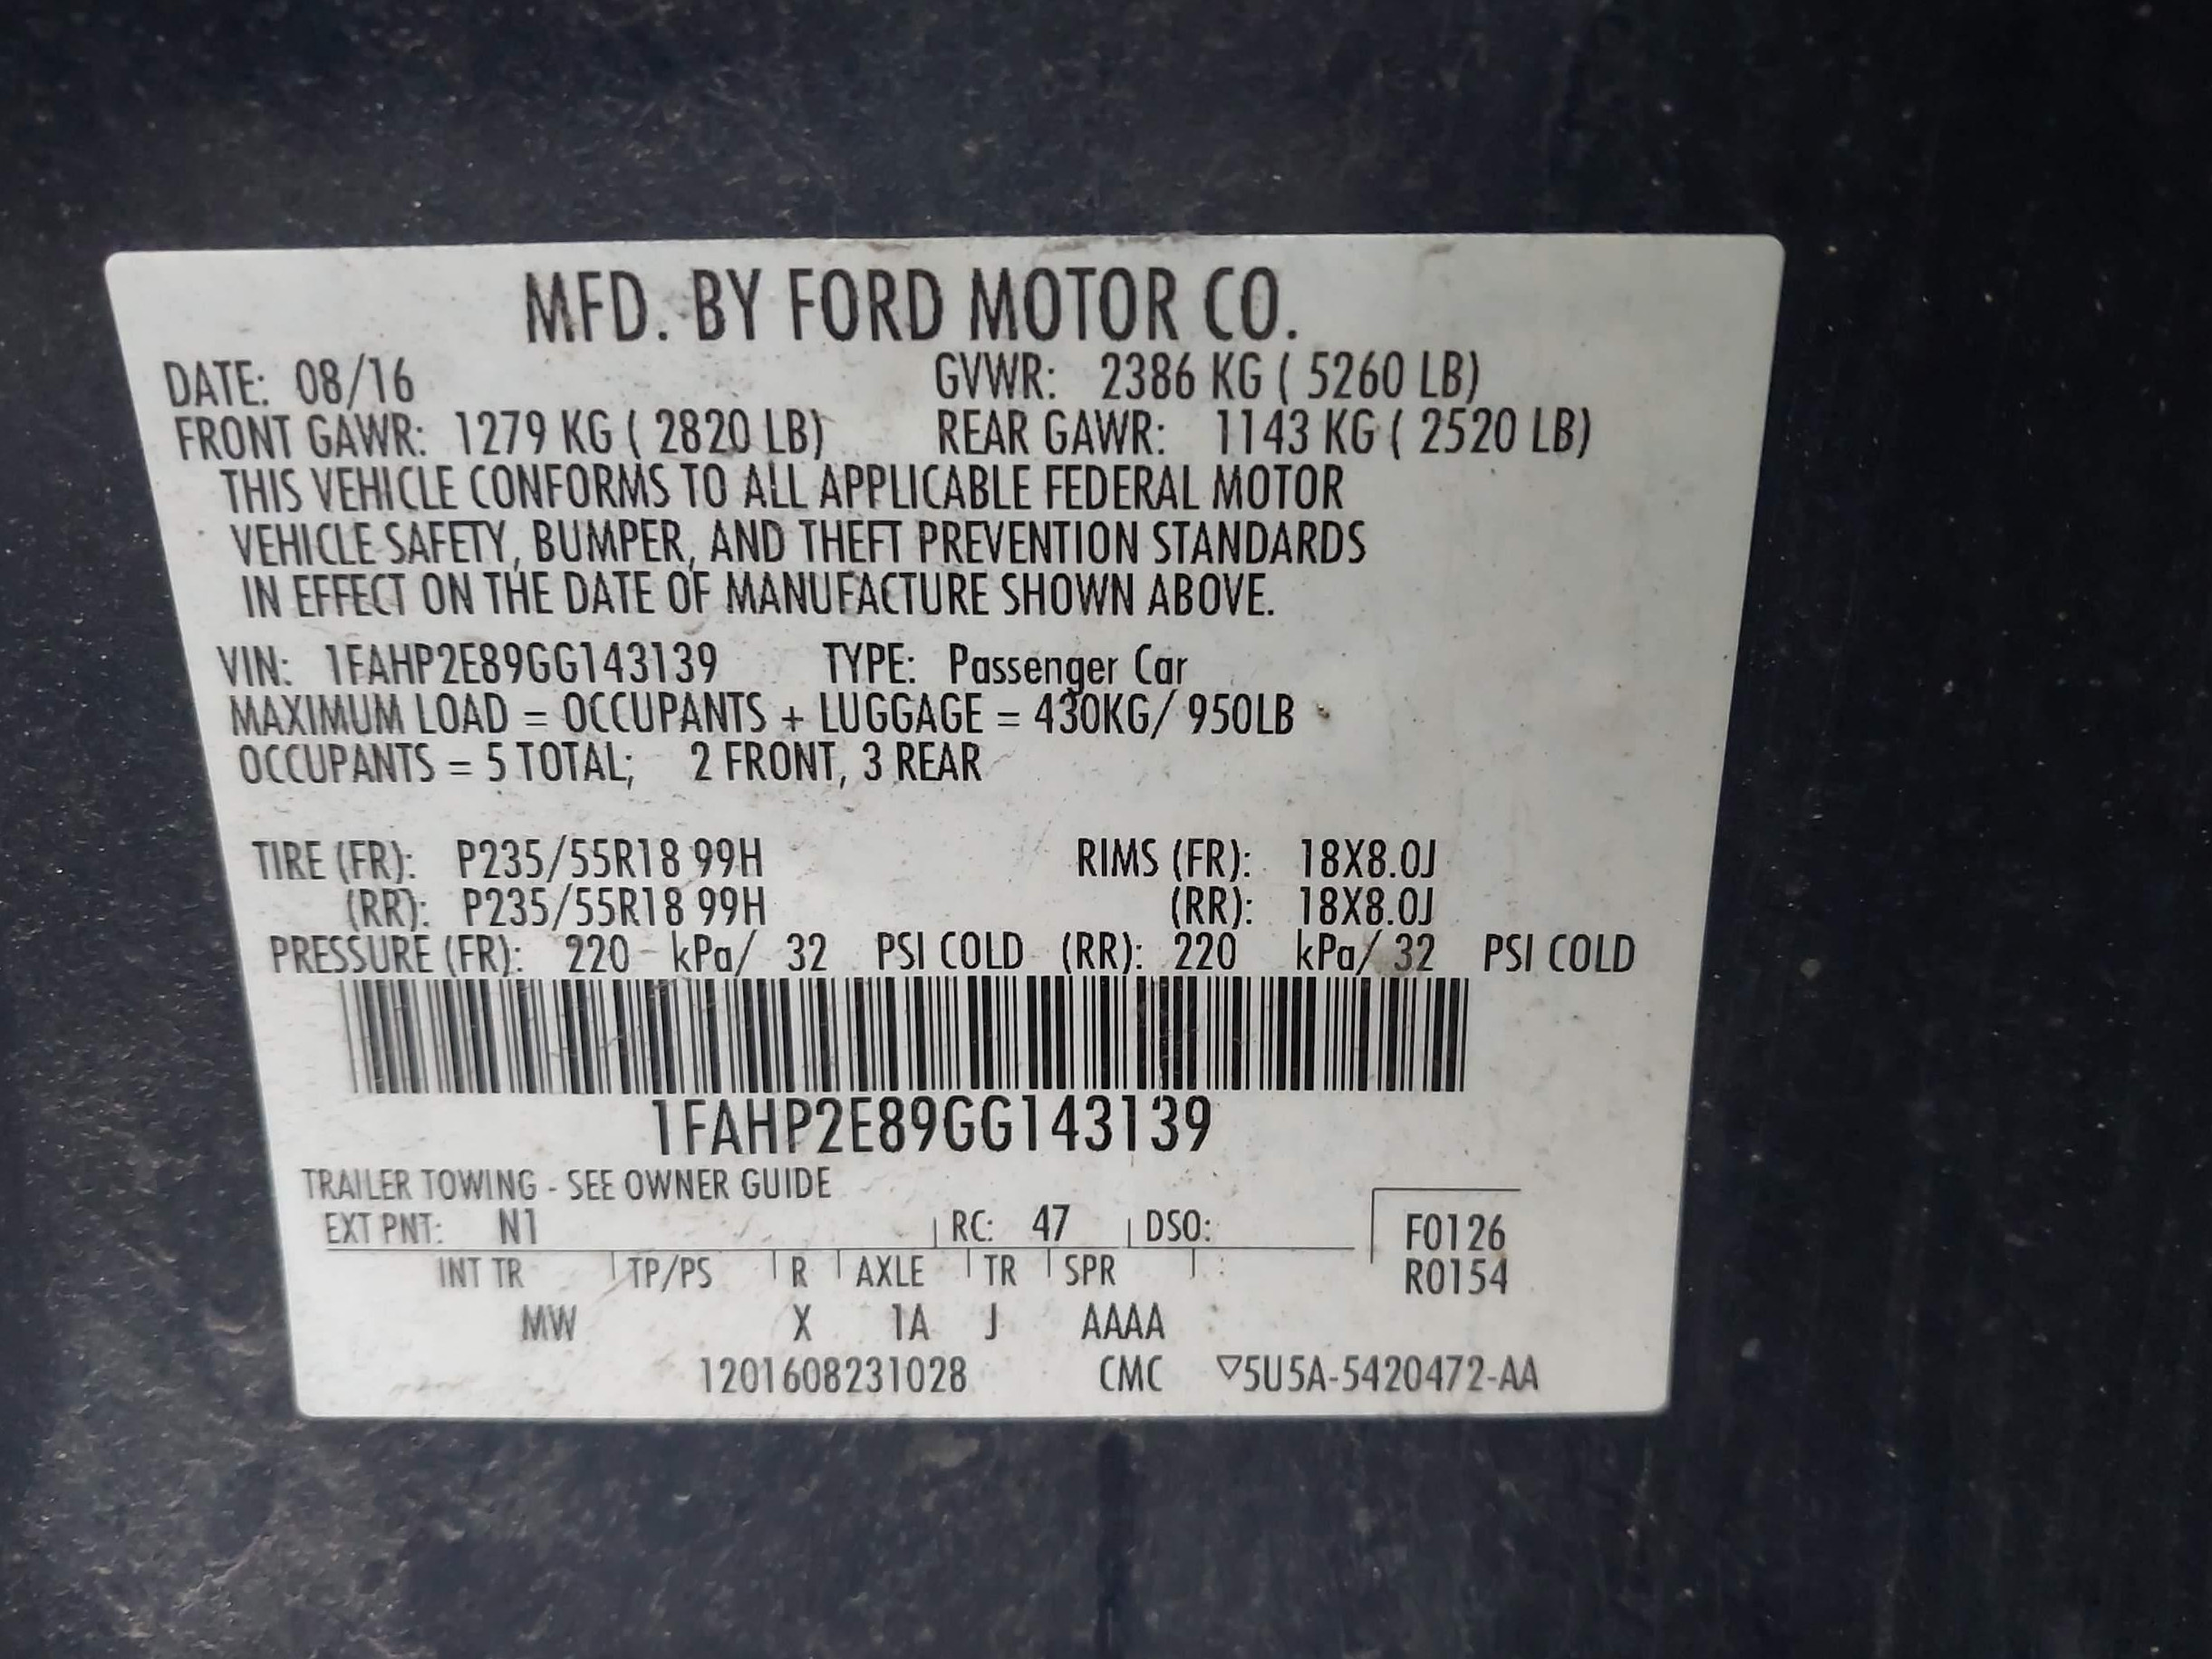 MFD. BY FORD MOTOR CO.
DATE: 08/16 GVWR: 2386 KG ( 5260 LB)
FRONT GAWR: 1279 KG ( 2820 LB) REAR GAWR: 1143 KG ( 2520 LB)
THIS VEHICLE CONFORMS TO ALL APPLICABLE FEDERAL MOTOR
VEHICLE SAFETY, BUMPER, AND THEFT PREVENTION STANDARDS
IN EFFECT ON THE DATE OF MANUFACTURE SHOWN ABOVE.
VIN: 1FAHP2E89GG143139 TYPE: Passenger Car
MAXIMUM LOAD = OCCUPANTS + LUGGAGE = 430KG/ 950LB
OCCUPANTS = 5 TOTAL; 2 FRONT, 3 REAR
TIRE (FR): P235/55R18 99H RIMS (FR): 18X8.0J
(RR): P235/55R18 99H (RR): 18X8.0J
PRESSURE (FR): 220 kPa/ 32 PSI COLD (RR): 220 kPa/ 32 PSI COLD
1FAHP2E89GG143139
TRAILER TOWING - SEE OWNER GUIDE
EXT PNT: N1 RC: 47 DSO: F0126
INT TR TP/PS R AXLE TR SPR : R0154
MW X 1A J AAAA
1201608231028 CMC ▽5U5A-5420472-AA